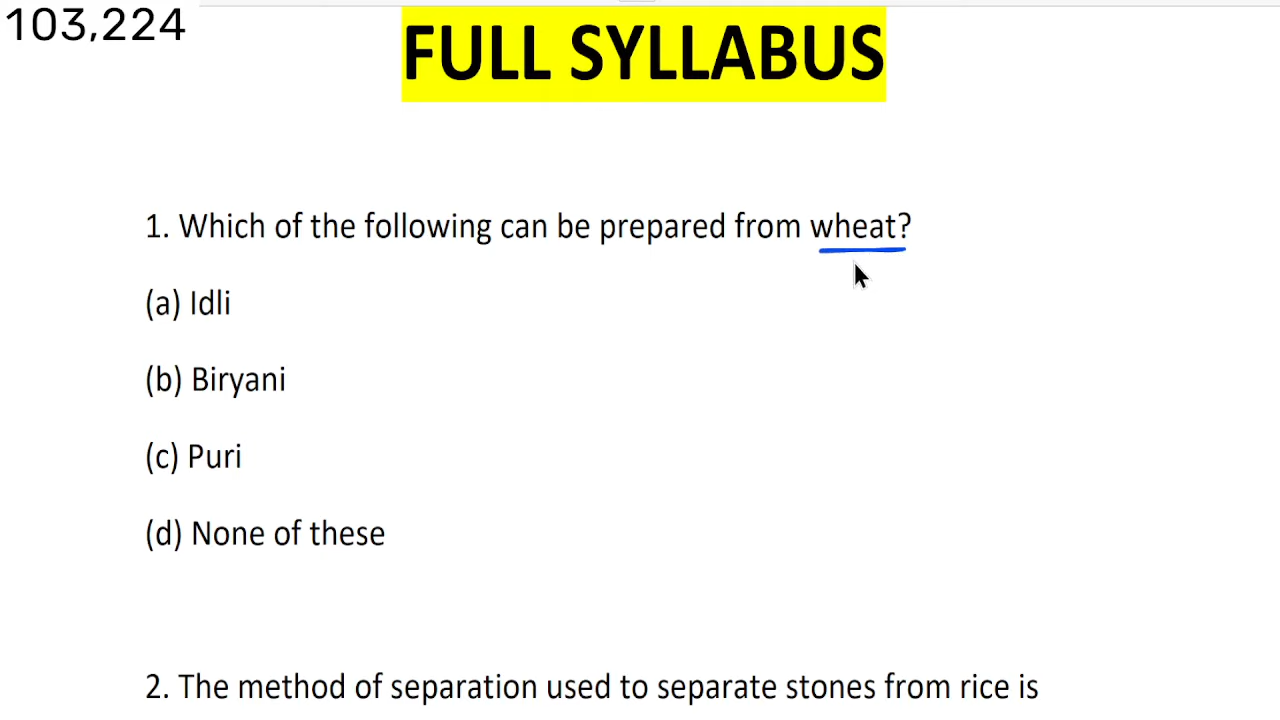 103,224
FULL SYLLABUS
1. Which of the following can be prepared from wheat?
(a) Idli
(b) Biryani
(c) Puri
(d) None of these
2. The method of separation used to separate stones from rice is